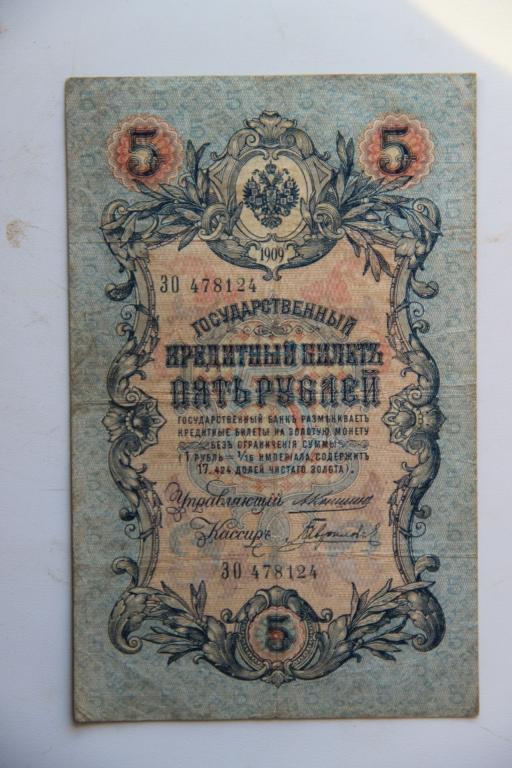 5 5
1909
ЗО 478124
ГОСУДАРСТВЕННЫЙ
КРЕДИТНЫЙ БИЛЕТЪ
ПЯТЬ РУБЛЕЙ
ГОСУДАРСТВЕННЫЙ БАНКЪ РАЗМѢНИВАЕТЪ
КРЕДИТНЫЕ БИЛЕТЫ НА ЗОЛОТУЮ МОНЕТУ
БЕЗЪ ОГРАНИЧЕНІЯ СУММЫ
(1 РУБЛЬ = 1/15 ИМПЕРІАЛА, СОДЕРЖИТЪ
17,424 ДОЛЕЙ ЧИСТАГО ЗОЛОТА).
Управляющій
Кассиръ
ЗО 478124
5